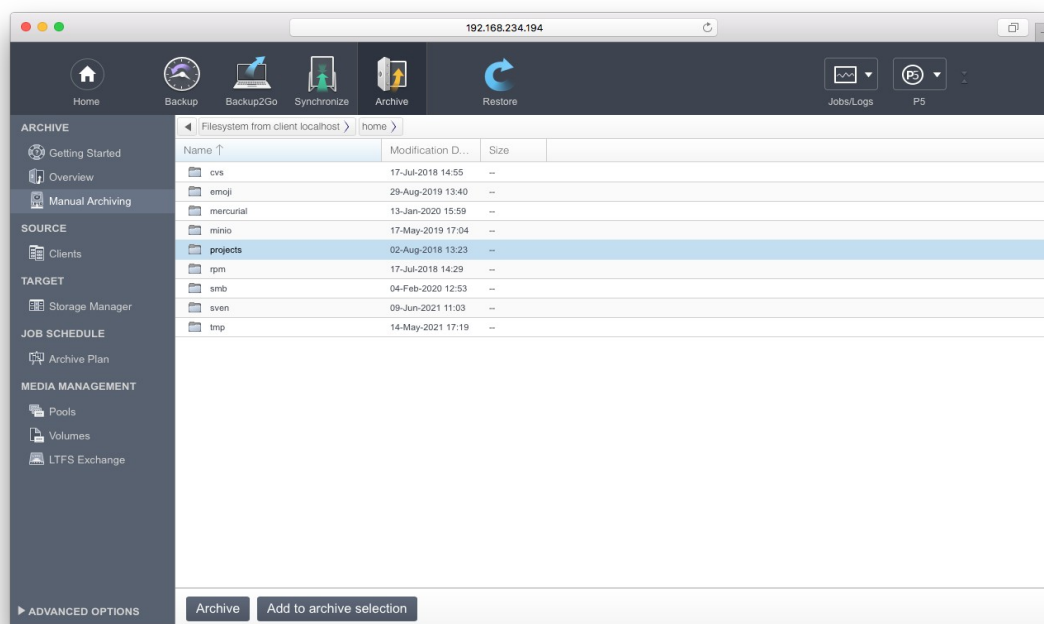 192.168.234.194
Home
Backup
Backup2Go
Synchronize
Archive
Restore
Jobs/Logs
P5
P5
ARCHIVE
Getting Started
Overview
Manual Archiving
SOURCE
Clients
TARGET
Storage Manager
JOB SCHEDULE
Archive Plan
MEDIA MANAGEMENT
Pools
Volumes
LTFS Exchange
ADVANCED OPTIONS
Filesystem from client localhost home
Name Modification D... Size
cvs 17-Jul-2018 14:55 --
emoji 29-Aug-2019 13:40 --
mercurial 13-Jan-2020 15:59 --
minio 17-May-2019 17:04 --
projects 02-Aug-2018 13:23 --
rpm 17-Jul-2018 14:29 --
smb 04-Feb-2020 12:53 --
sven 09-Jun-2021 11:03 --
tmp 14-May-2021 17:19 --
Archive Add to archive selection